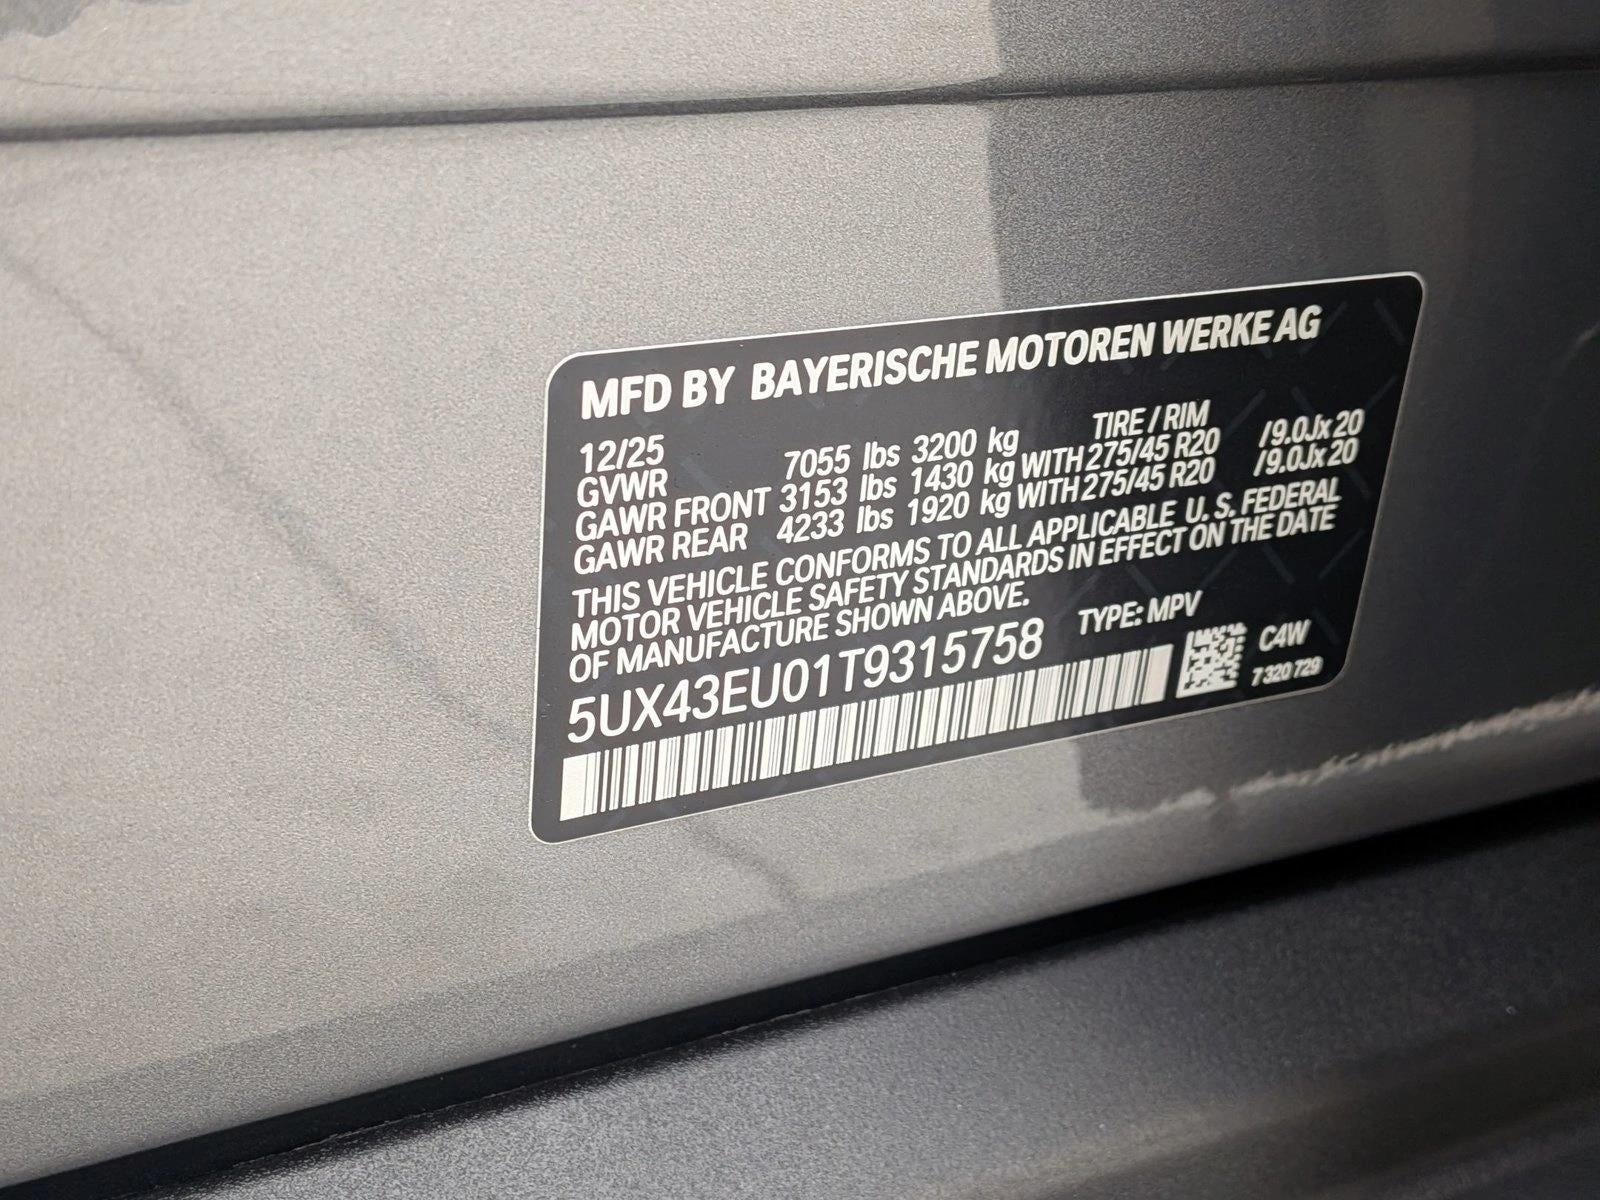 MFD BY BAYERISCHE MOTOREN WERKE AG
12/25 TIRE / RIM
GVWR 7055 lbs 3200 kg
GAWR FRONT 3153 lbs 1430 kg WITH 275/45 R20 /9.0Jx20
GAWR REAR 4233 lbs 1920 kg WITH 275/45 R20 /9.0Jx20
THIS VEHICLE CONFORMS TO ALL APPLICABLE U. S. FEDERAL
MOTOR VEHICLE SAFETY STANDARDS IN EFFECT ON THE DATE
OF MANUFACTURE SHOWN ABOVE.
5UX43EU01T9315758 TYPE: MPV
C4W
7 320 729